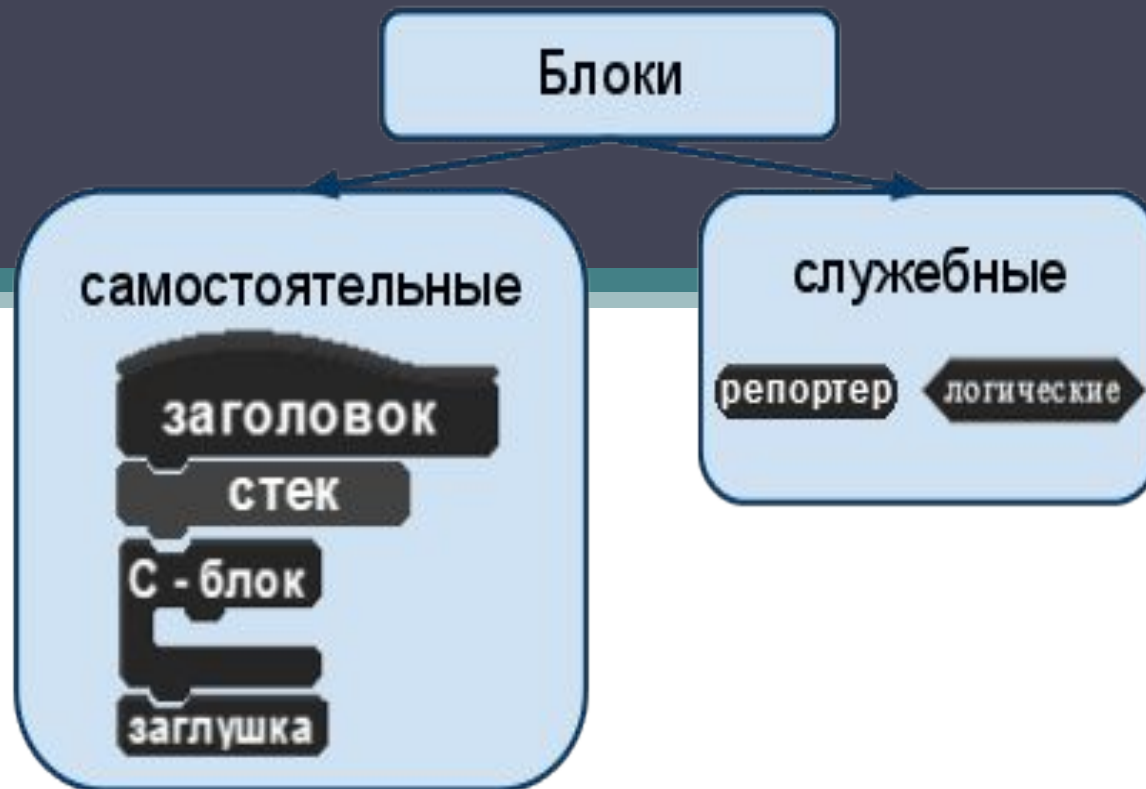 Блоки
самостоятельные
заголовок
стек
С - блок
заглушка
служебные
репортер
логические